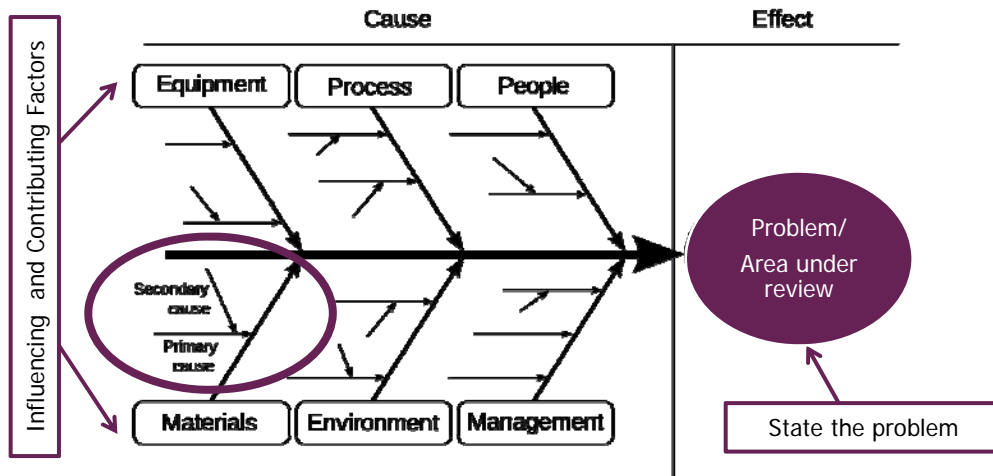 Cause
Effect
Influencing and Contributing Factors
Equipment
Process
People
Problem/
Area under
review
Secondary
cause
Primary
cause
Materials
Environment
Management
State the problem